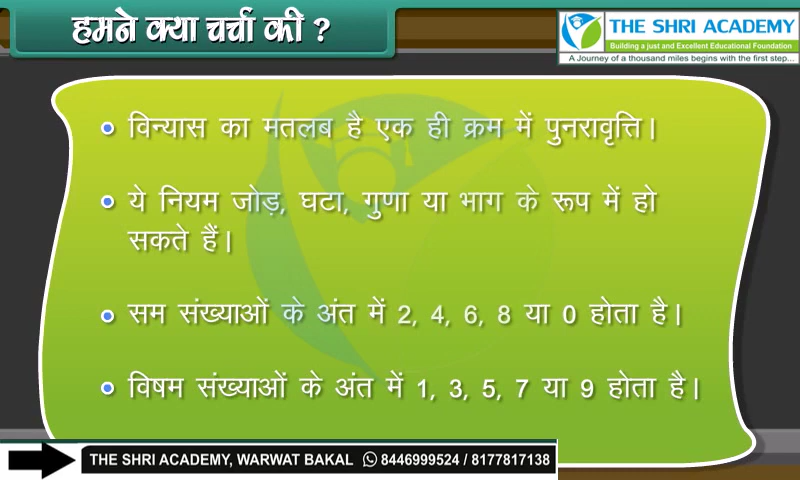 हमने क्या चर्चा की ?
THE SHRI ACADEMY
Building a just and Excellent Educational Foundation
A Journey of a thousand miles begins with the first step...
विन्यास का मतलब है एक ही क्रम में पुनरावृत्ति।
ये नियम जोड़, घटा, गुणा या भाग के रूप में हो
सकते हैं।
सम संख्याओं के अंत में 2, 4, 6, 8 या 0 होता है।
विषम संख्याओं के अंत में 1, 3, 5, 7 या 9 होता है।
THE SHRI ACADEMY, WARWAT BAKAL 8446999524 / 8177817138